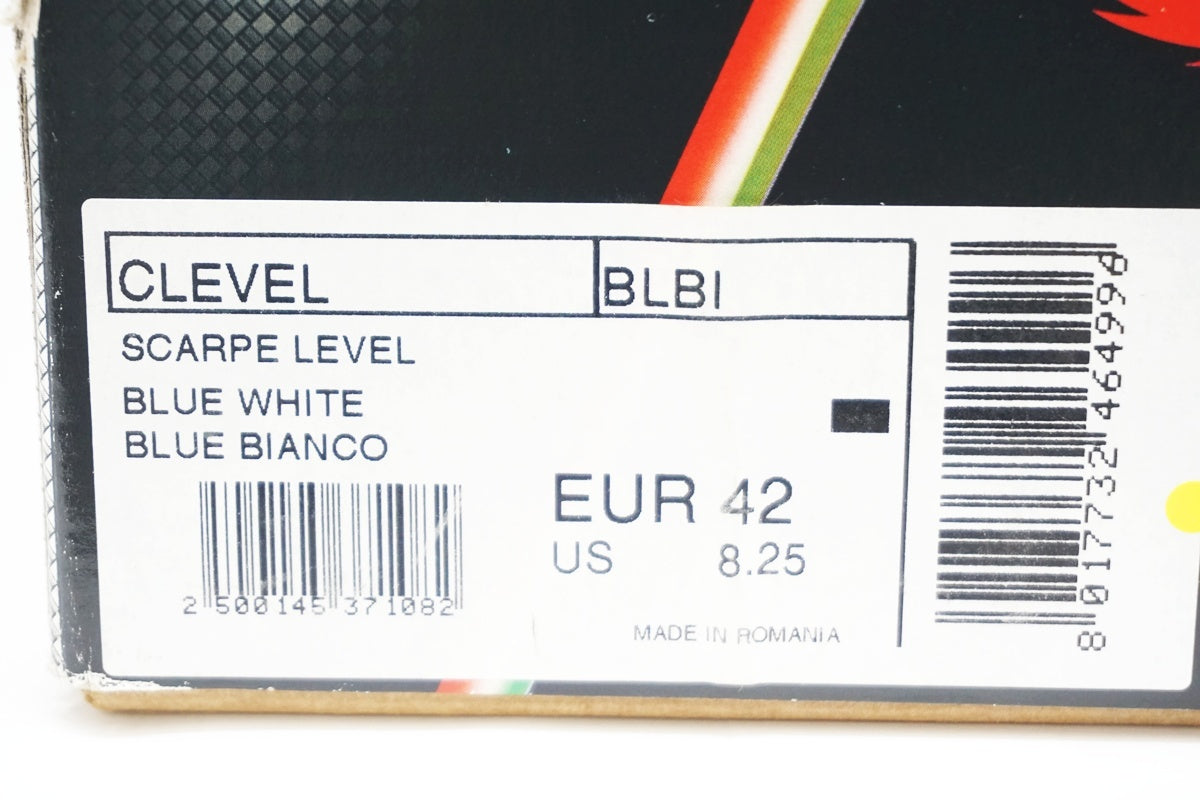 CLEVEL BLBI
SCARPE LEVEL
BLUE WHITE
BLUE BIANCO
EUR 42
US 8.25
2 500145 371082
MADE IN ROMANIA
8 017732 464996